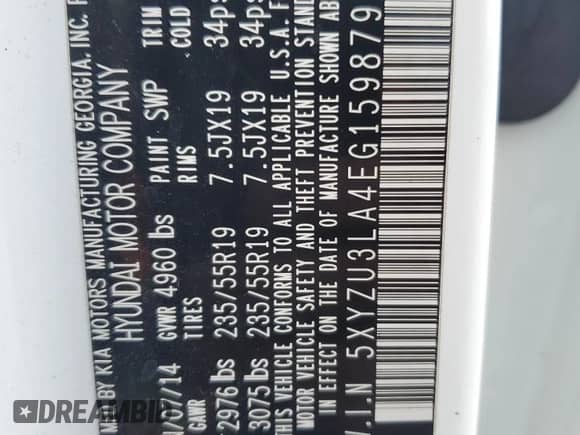 MFD BY KIA MOTORS MANUFACTURING GEORGIA, INC. F
HYUNDAI MOTOR COMPANY
/14 GVWR 4960 lbs PAINT SWP TRIM
GAWR TIRES RIMS COLD
2976 lbs 235/55R19 7.5JX19 34ps
3075 lbs 235/55R19 7.5JX19 34ps
THIS VEHICLE CONFORMS TO ALL APPLICABLE U.S.A. F
MOTOR VEHICLE SAFETY AND THEFT PREVENTION STAND
IN EFFECT ON THE DATE OF MANUFACTURE SHOWN AB
V.I.N 5XYZU3LA4EG159879
DREAMBID